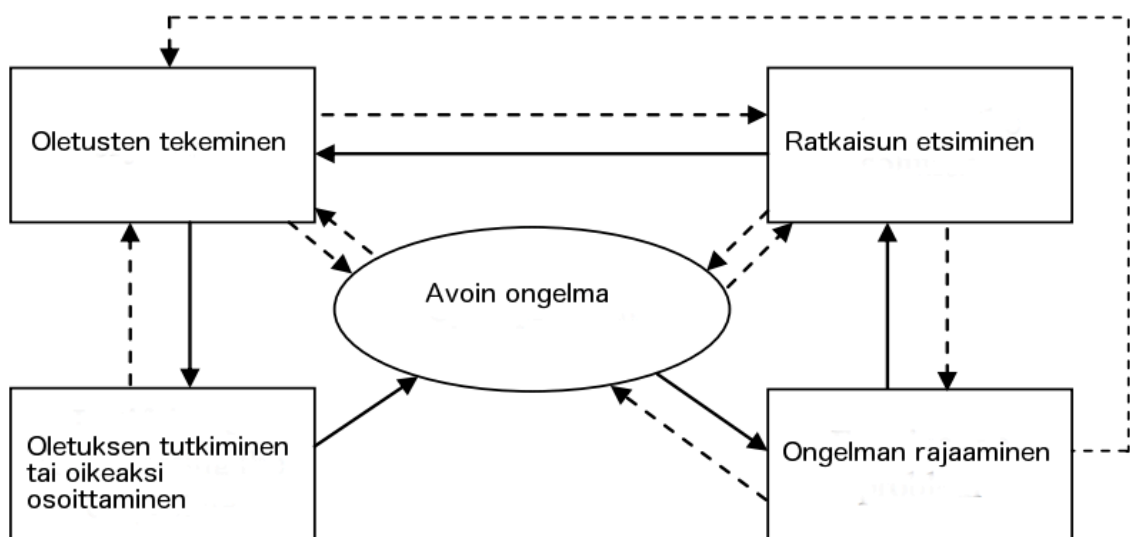 Oletusten tekeminen
Ratkaisun etsiminen
Avoin ongelma
Oletuksen tutkiminen
tai oikeaksi
osoittaminen
Ongelman rajaaminen